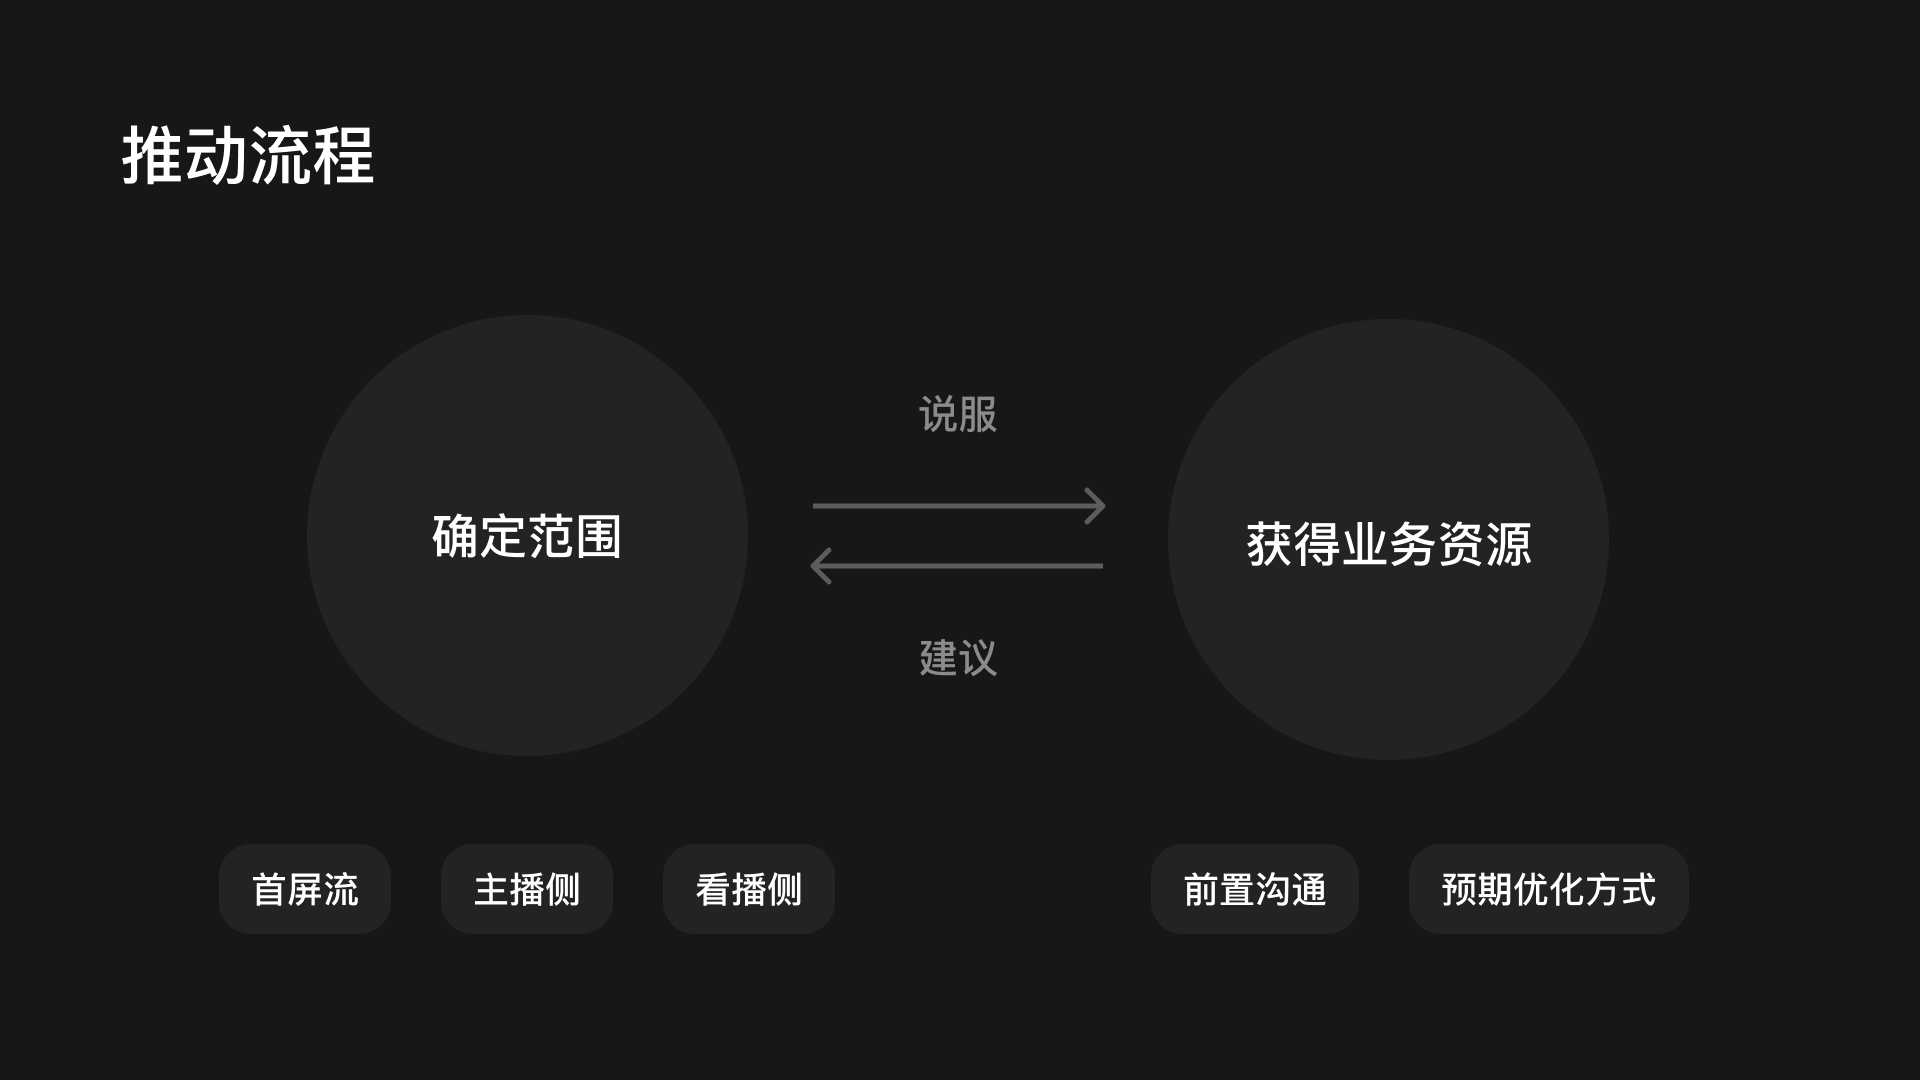 推动流程
说服
确定范围
获得业务资源
建议
首屏流
主播侧
看播侧
前置沟通
预期优化方式